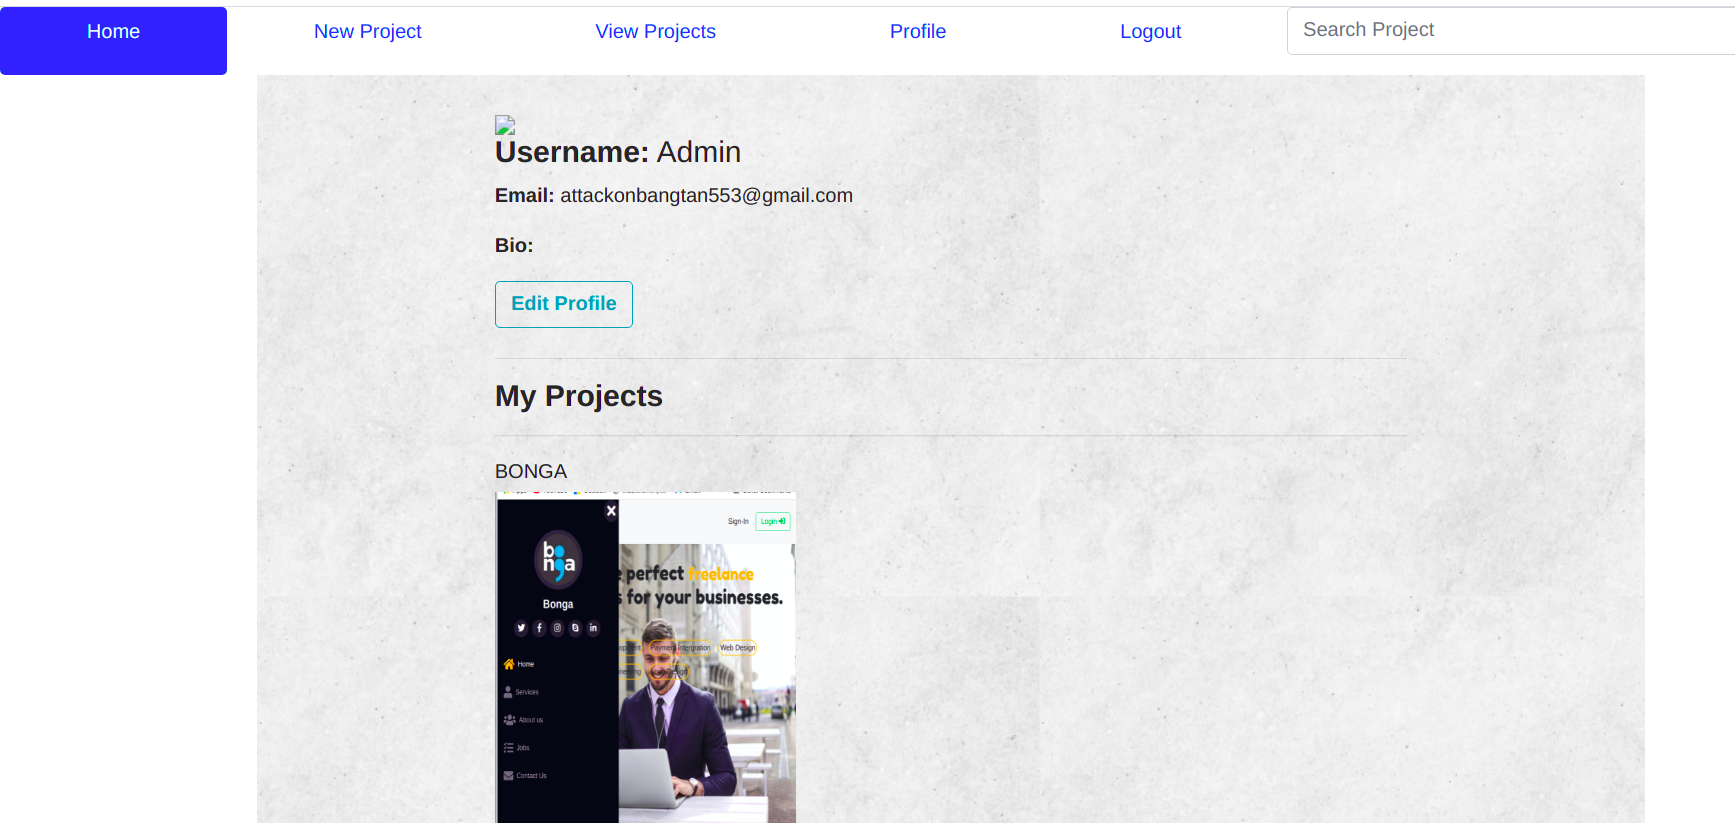 Home New Project View Projects Profile Logout Search Project
Username: Admin
Email: attackonbangtan553@gmail.com
Bio:
Edit Profile
My Projects
BONGA
Sign-In Login
bonga
perfect freelance
for your businesses.
Bonga
Payment Intergration Web Design
Home
Services
About us
Jobs
Contact Us